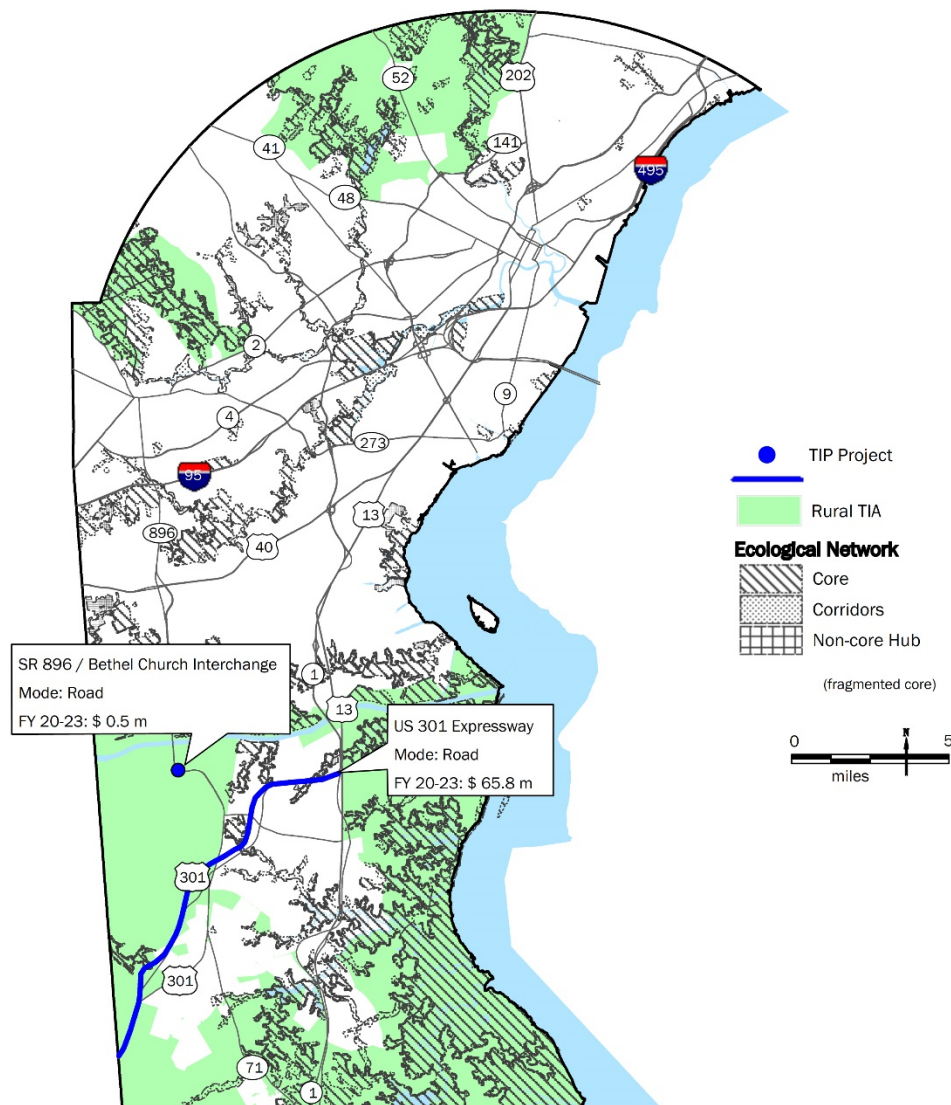 52
202
41
141
495
48
2
9
4
273
95
13
896
40
TIP Project
Rural TIA
Ecological Network
Core
Corridors
Non-core Hub
(fragmented core)
N
0
5
miles
SR 896 / Bethel Church Interchange
Mode: Road
FY 20-23: $ 0.5 m
1
13
US 301 Expressway
Mode: Road
FY 20-23: $ 65.8 m
301
301
71
1